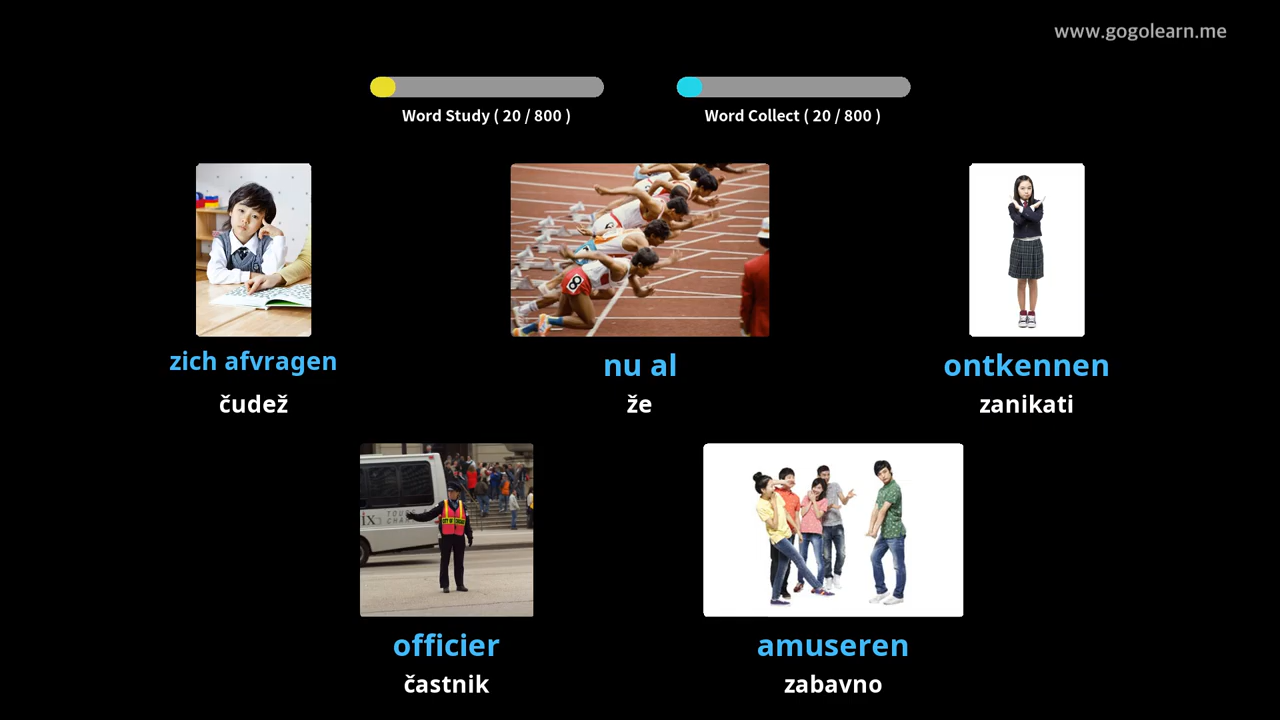 www.gogolearn.me
Word Study ( 20 / 800 )
Word Collect ( 20 / 800 )
zich afvragen
čudež
nu al
že
ontkennen
zanikati
officier
častnik
amuseren
zabavno